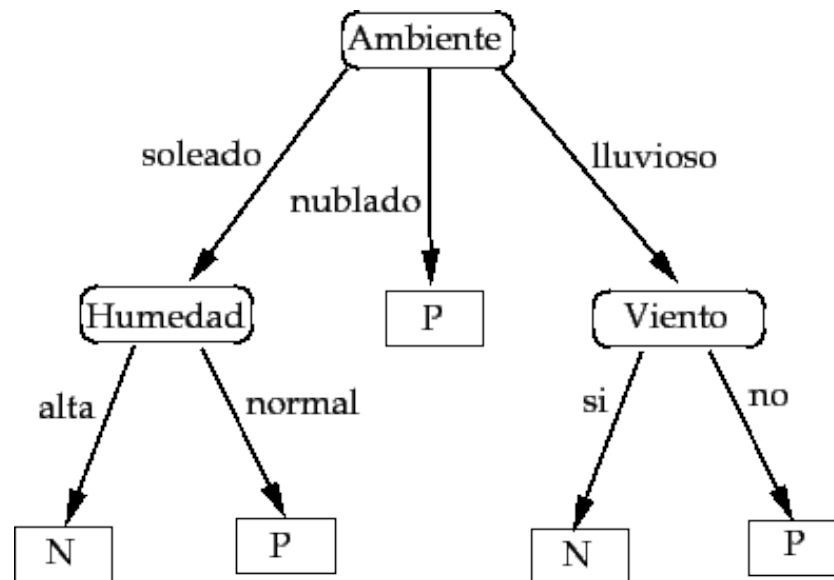 Ambiente
soleado
nublado
lluvioso
Humedad
P
Viento
alta
normal
si
no
N
P
N
P